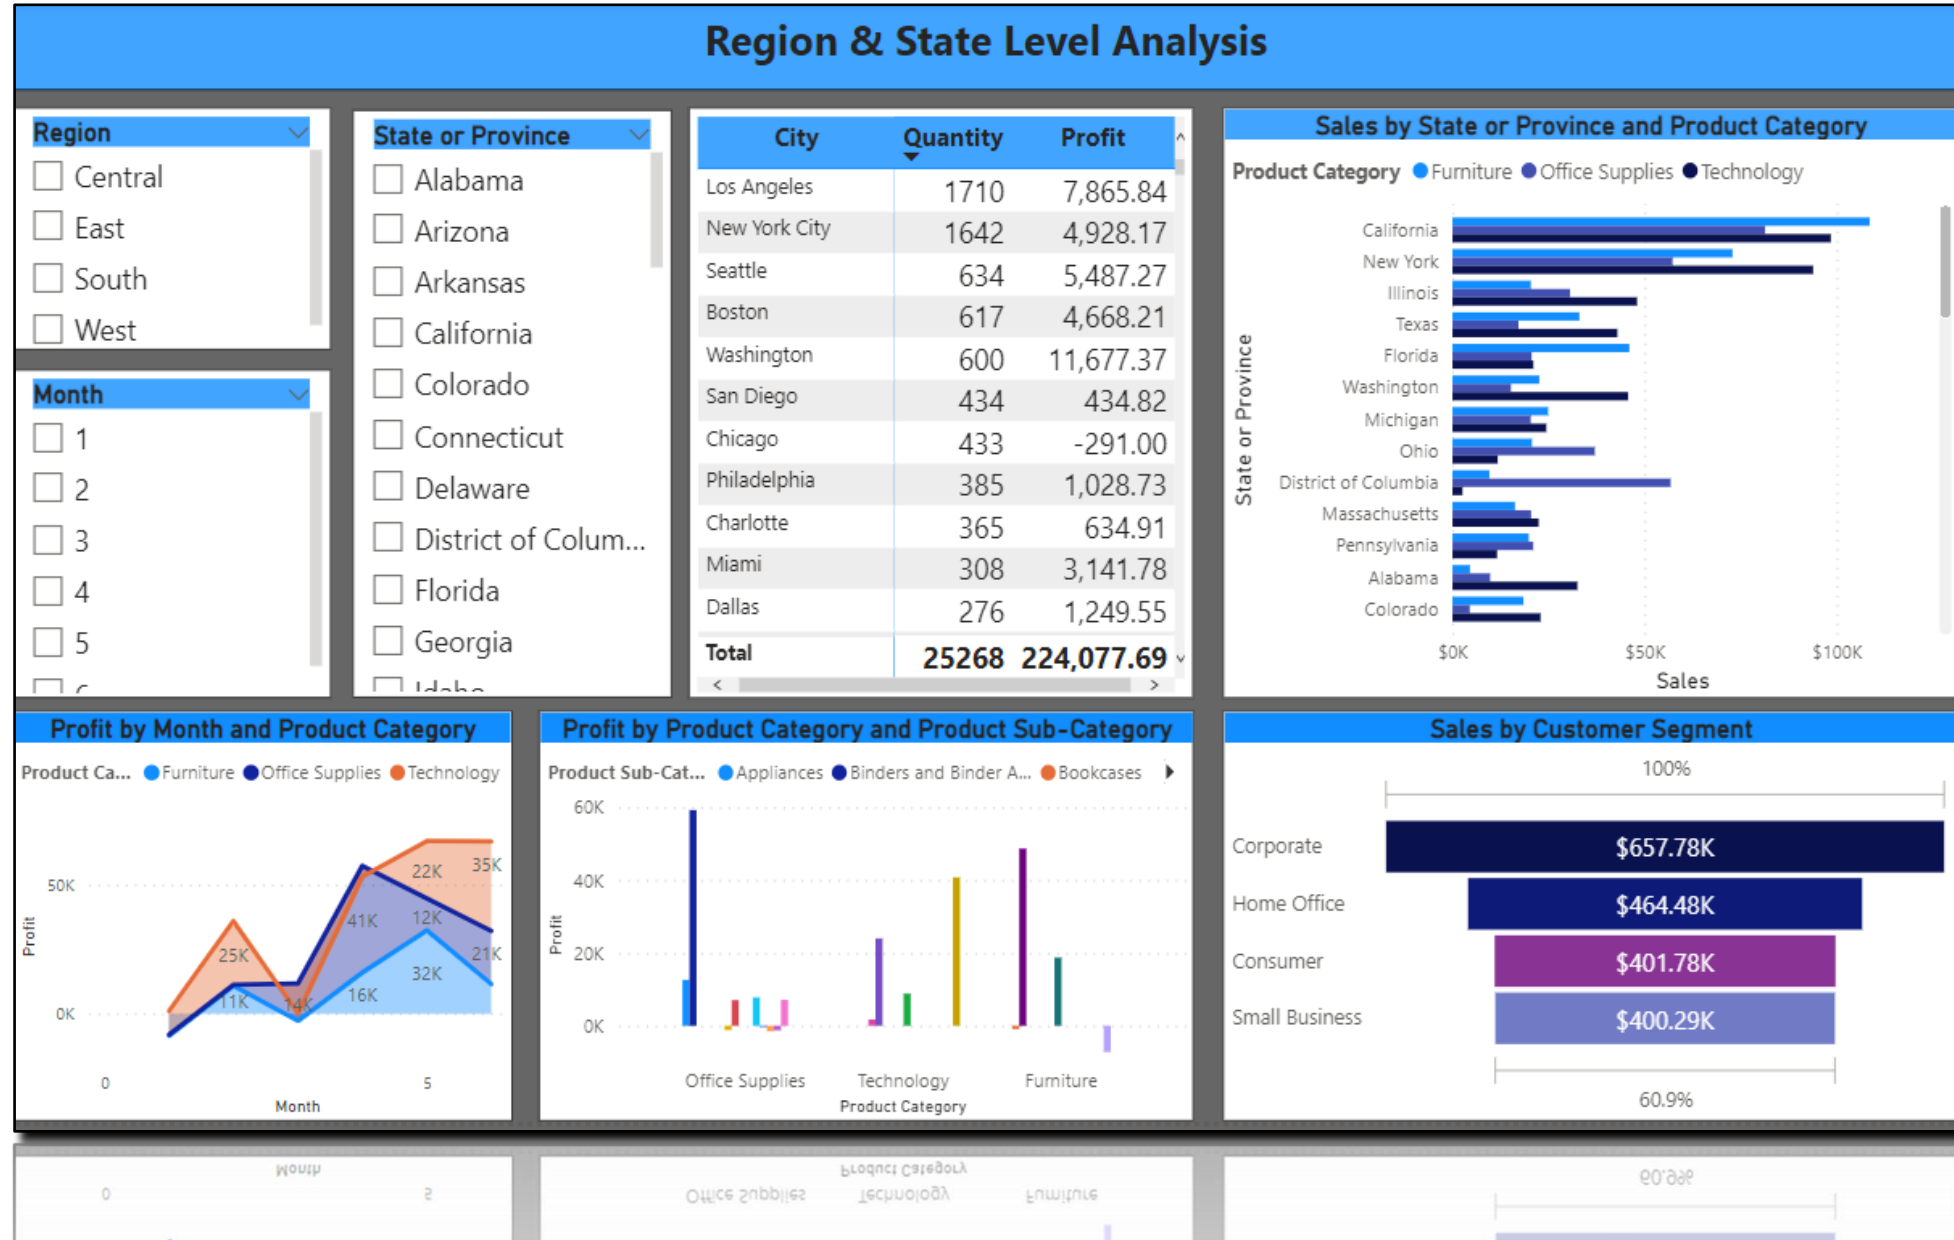 Region & State Level Analysis
Region
Central
East
South
West
Month
1
2
3
4
5
State or Province
Alabama
Arizona
Arkansas
California
Colorado
Connecticut
Delaware
District of Colum...
Florida
Georgia
Idaho
City Quantity Profit
Los Angeles 1710 7,865.84
New York City 1642 4,928.17
Seattle 634 5,487.27
Boston 617 4,668.21
Washington 600 11,677.37
San Diego 434 434.82
Chicago 433 -291.00
Philadelphia 385 1,028.73
Charlotte 365 634.91
Miami 308 3,141.78
Dallas 276 1,249.55
Total 25268 224,077.69
Sales by State or Province and Product Category
Product Category Furniture Office Supplies Technology
State or Province
California
New York
Illinois
Texas
Florida
Washington
Michigan
Ohio
District of Columbia
Massachusetts
Pennsylvania
Alabama
Colorado
$0K $50K $100K
Sales
Profit by Month and Product Category
Product Ca... Furniture Office Supplies Technology
Profit
50K
0K
25K
11K
14K
41K
16K
22K
12K
32K
35K
21K
0 5
Month
Profit by Product Category and Product Sub-Category
Product Sub-Cat... Appliances Binders and Binder A... Bookcases
Profit
60K
40K
20K
0K
Office Supplies Technology Furniture
Product Category
Sales by Customer Segment
100%
Corporate $657.78K
Home Office $464.48K
Consumer $401.78K
Small Business $400.29K
60.9%